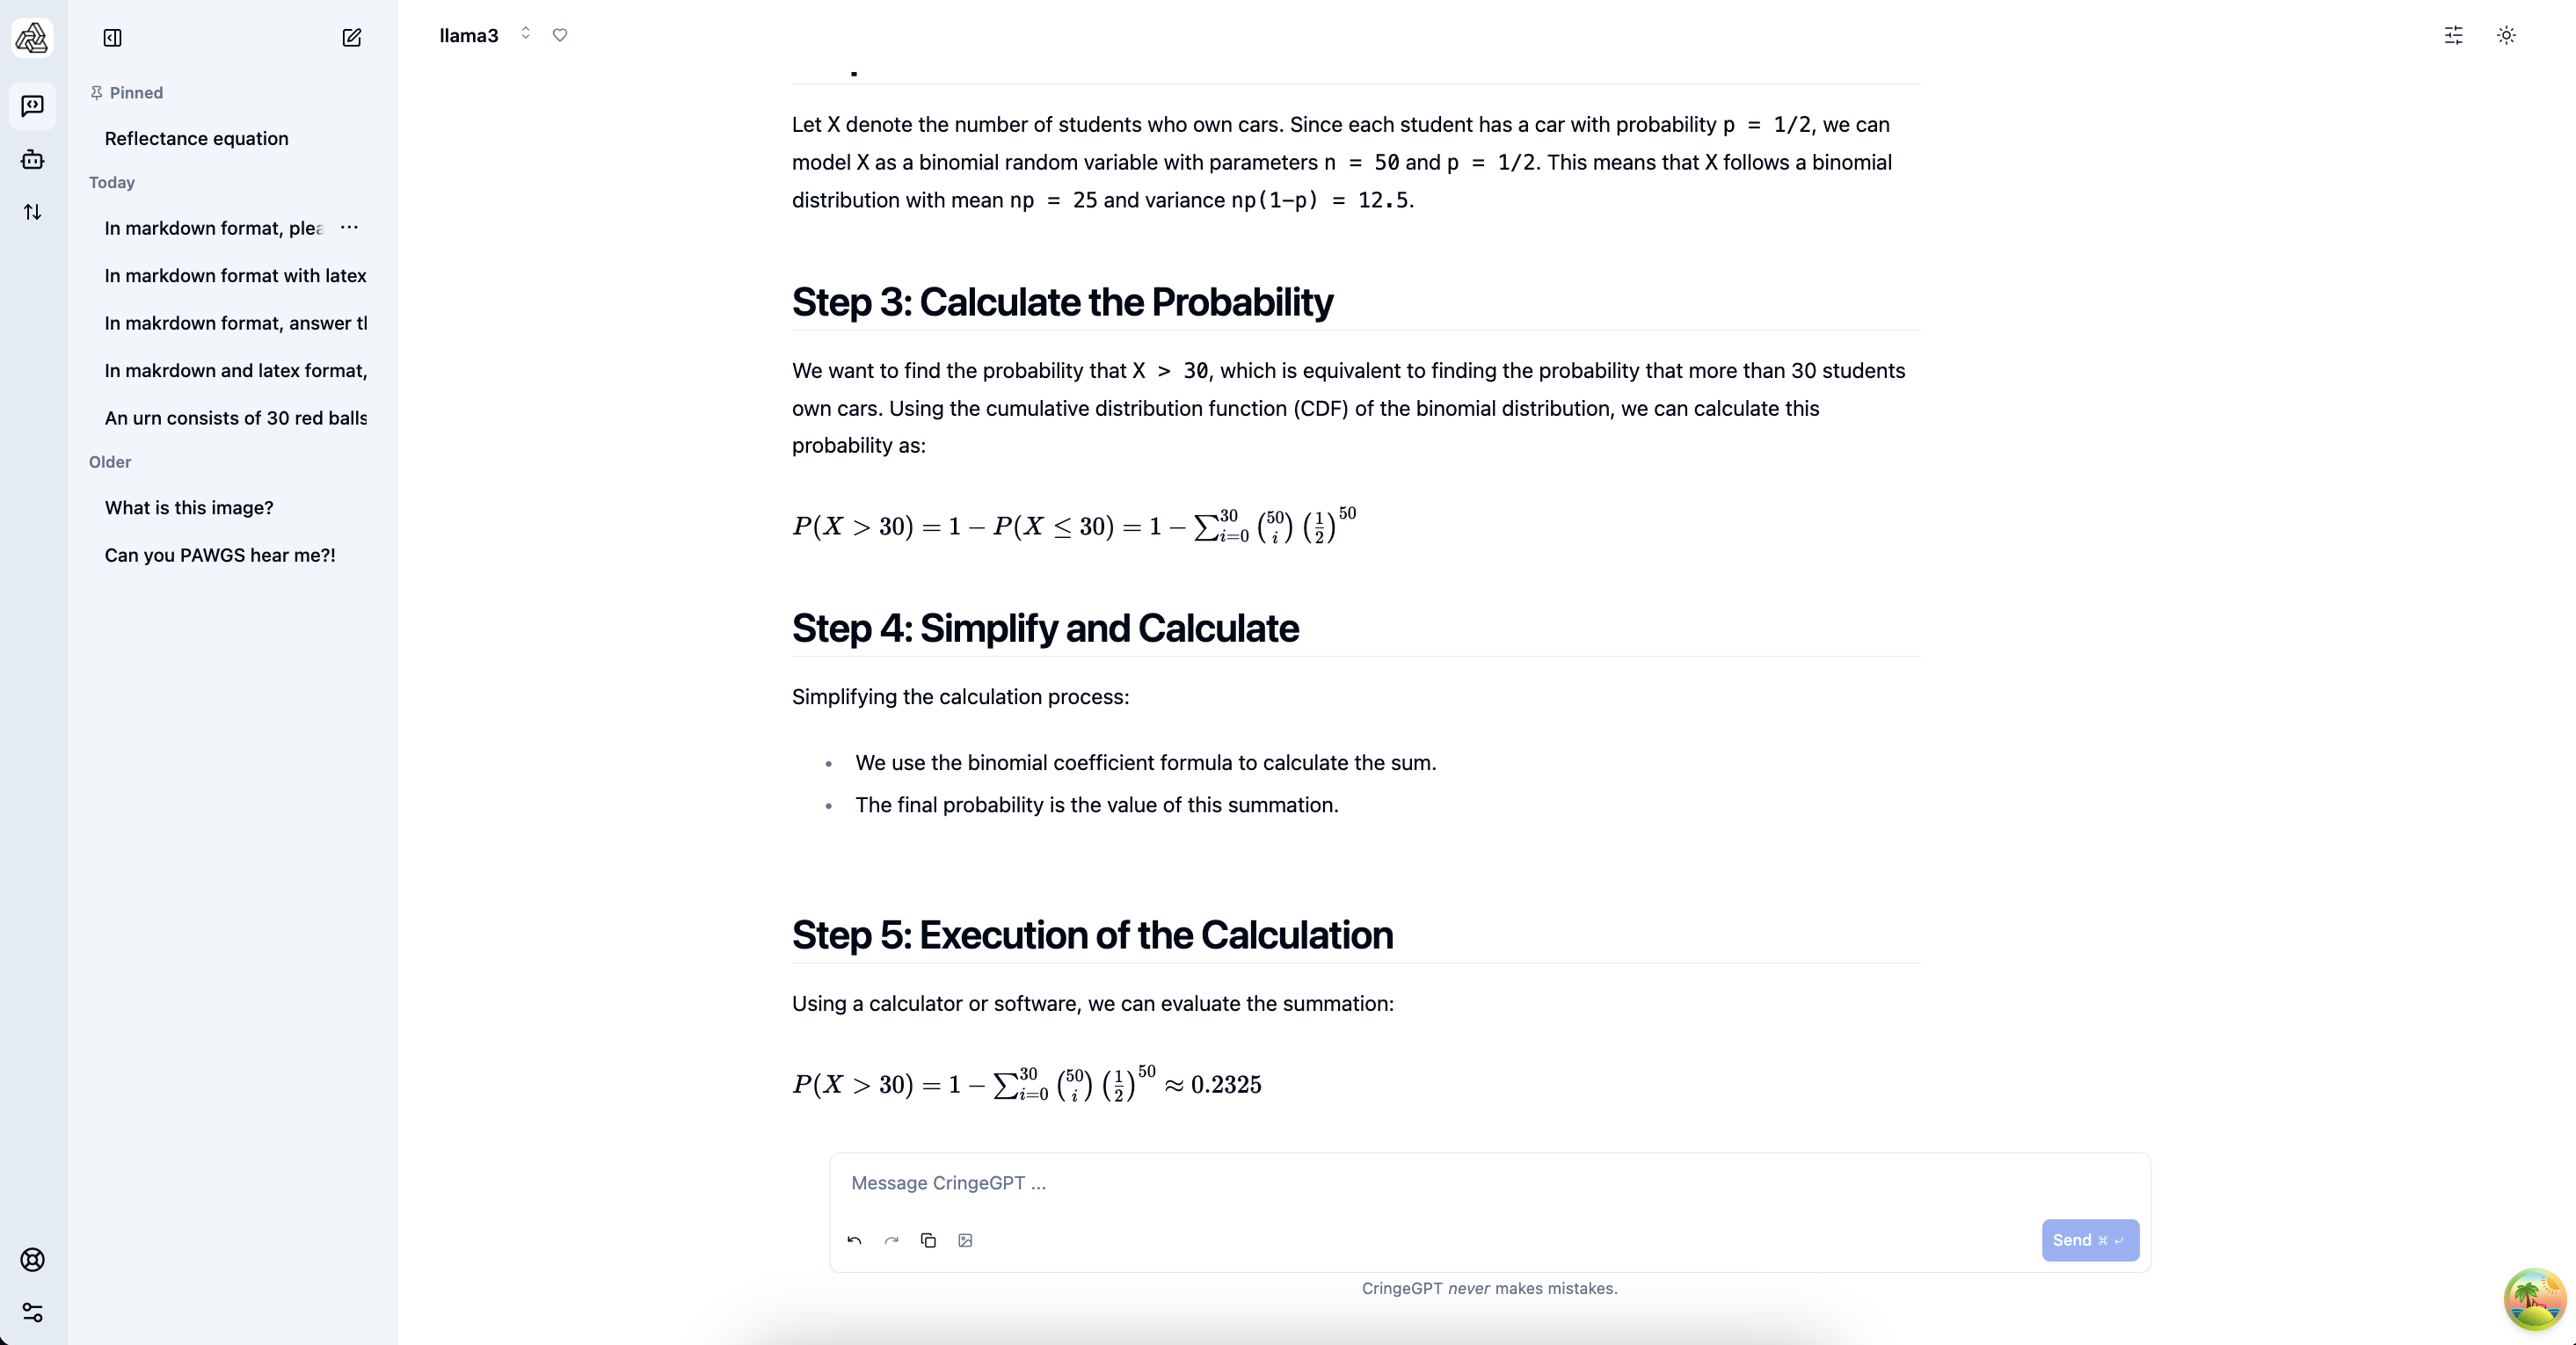 llama3
Pinned
Reflectance equation
Today
In markdown format, plea
In markdown format with latex
In makrdown format, answer tl
In makrdown and latex format,
An urn consists of 30 red balls
Older
What is this image?
Can you PAWGS hear me?!
Let X denote the number of students who own cars. Since each student has a car with probability p = 1/2, we can
model X as a binomial random variable with parameters n = 50 and p = 1/2. This means that X follows a binomial
distribution with mean np = 25 and variance np(1-p) = 12.5.
Step 3: Calculate the Probability
We want to find the probability that X > 30, which is equivalent to finding the probability that more than 30 students
own cars. Using the cumulative distribution function (CDF) of the binomial distribution, we can calculate this
probability as:
P(X > 30) = 1 − P(X ≤ 30) = 1 − ∑_{i=0}^{30} \binom{50}{i} (1/2)^{50}
Step 4: Simplify and Calculate
Simplifying the calculation process:
• We use the binomial coefficient formula to calculate the sum.
• The final probability is the value of this summation.
Step 5: Execution of the Calculation
Using a calculator or software, we can evaluate the summation:
P(X > 30) = 1 − ∑_{i=0}^{30} \binom{50}{i} (1/2)^{50} ≈ 0.2325
Message CringeGPT ...
Send ⌘ ↵
CringeGPT never makes mistakes.